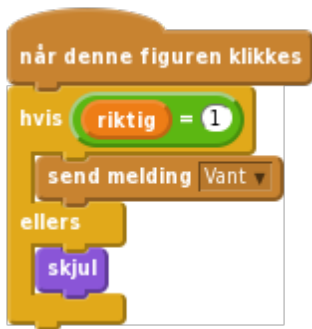 når denne figuren klikkes
hvis riktig = 1
send melding Vant
ellers
skjul